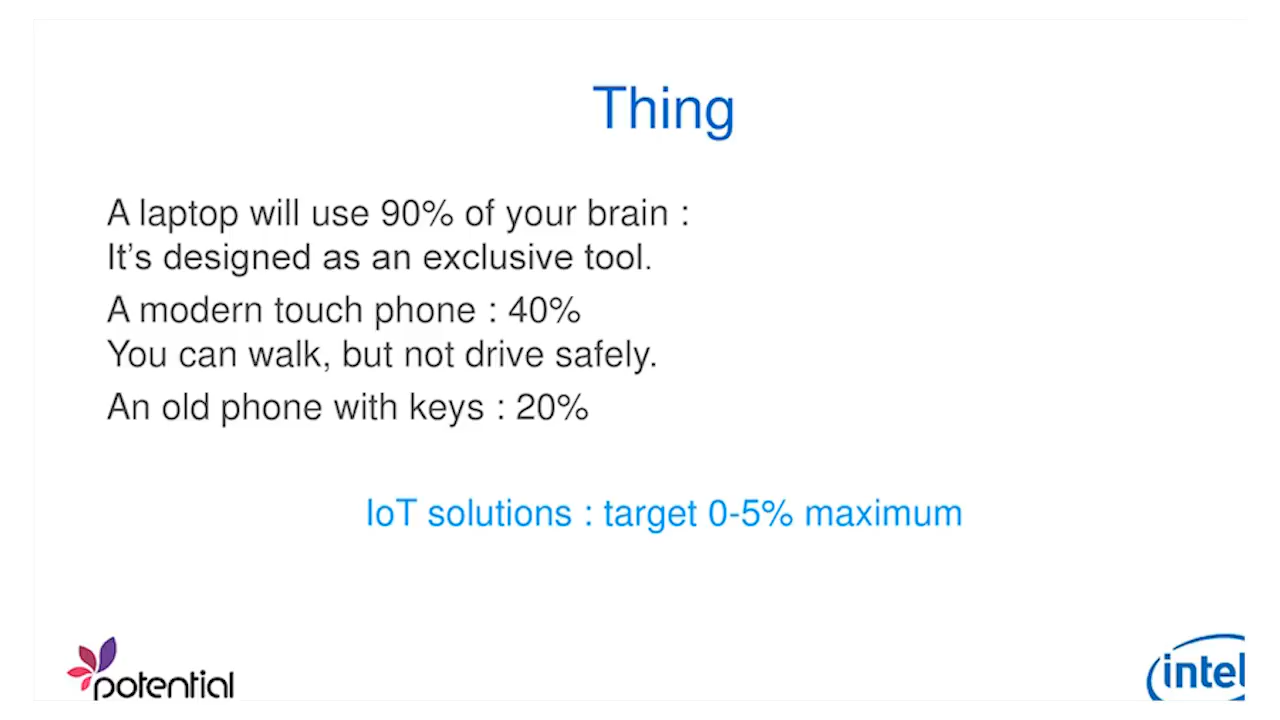 Thing
A laptop will use 90% of your brain :
It’s designed as an exclusive tool.
A modern touch phone : 40%
You can walk, but not drive safely.
An old phone with keys : 20%
IoT solutions : target 0-5% maximum
potential
intel